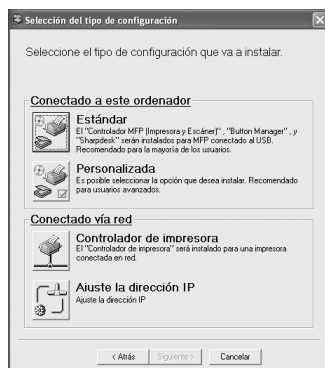 Selección del tipo de configuración
Seleccione el tipo de configuración que va a instalar.
Conectado a este ordenador
Estándar
El "Controlador MFP (Impresora y Escáner)" , "Button Manager" , y
"Sharpdesk" serán instalados para MFP conectado al USB.
Recomendado para la mayoría de los usuarios.
Personalizada
Es posible seleccionar la opción que desea instalar. Recomendado
para usuarios avanzados.
Conectado vía red
Controlador de impresora
El "Controlador de impresora" será instalado para una impresora
conectada en red.
Ajuste la dirección IP
Ajuste la dirección IP
< Atrás
Siguiente >
Cancelar